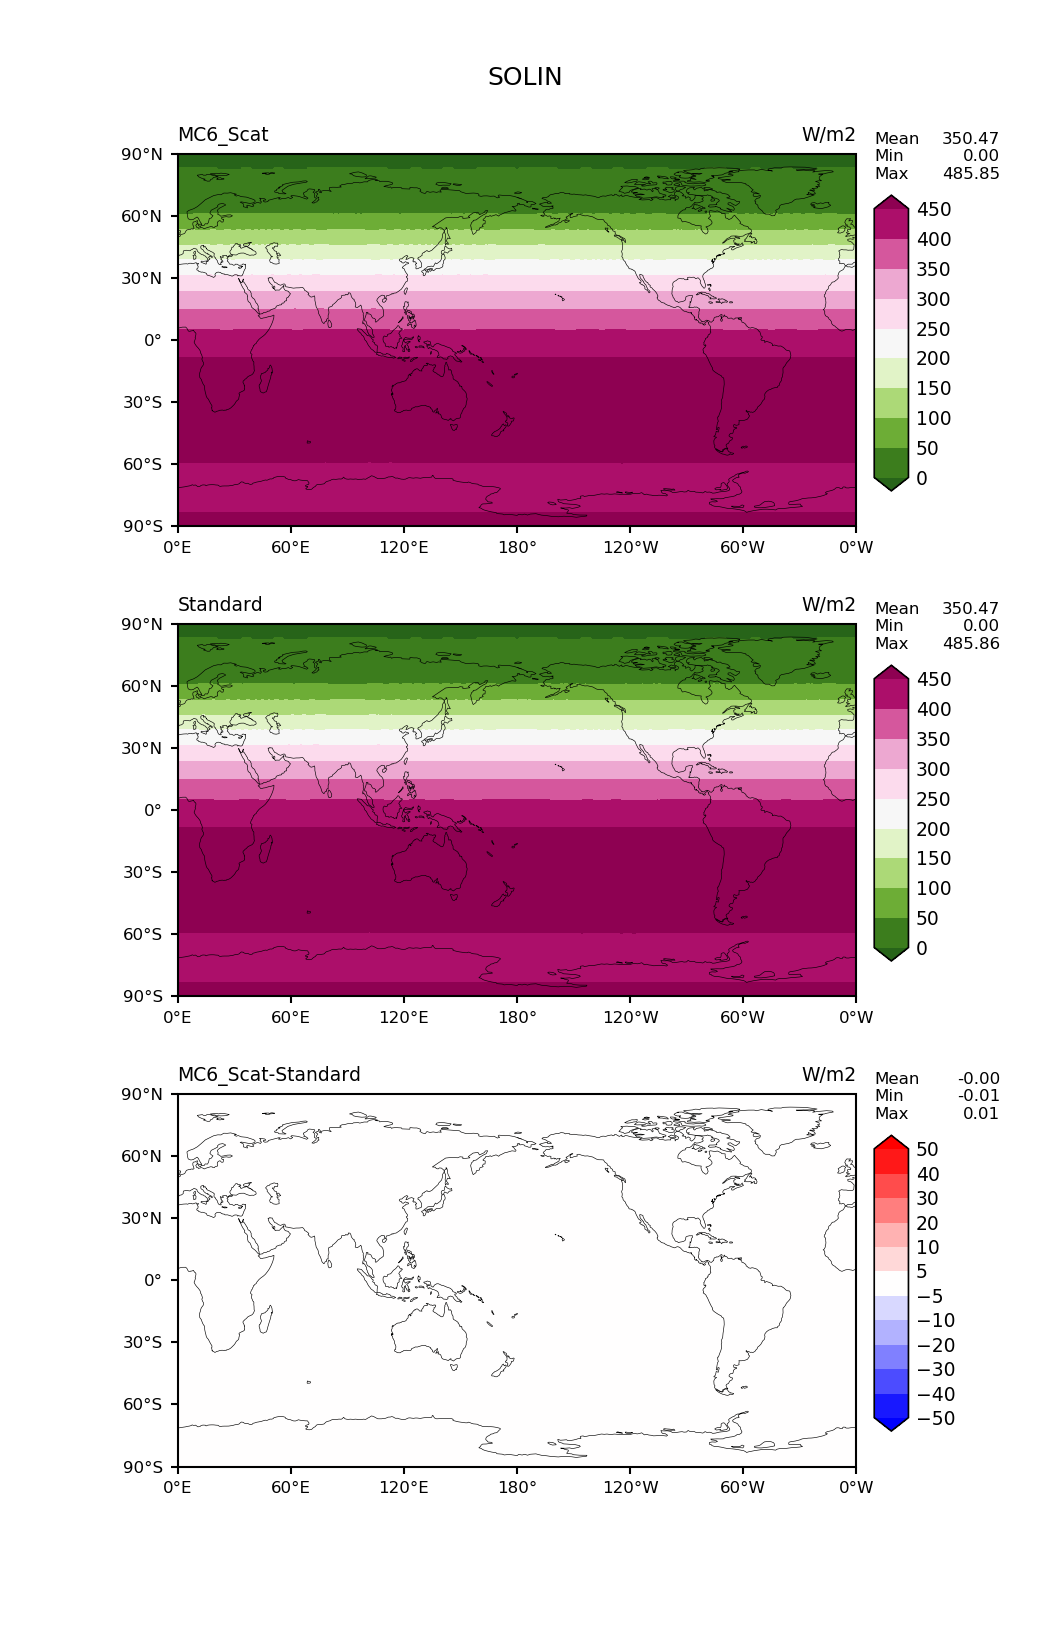 SOLIN
MC6_Scat W/m2
Mean 350.47
Min 0.00
Max 485.85
90°N
60°N
30°N
0°
30°S
60°S
90°S
0°E 60°E 120°E 180° 120°W 60°W 0°W
450
400
350
300
250
200
150
100
50
0
Standard W/m2
Mean 350.47
Min 0.00
Max 485.86
90°N
60°N
30°N
0°
30°S
60°S
90°S
0°E 60°E 120°E 180° 120°W 60°W 0°W
450
400
350
300
250
200
150
100
50
0
MC6_Scat-Standard W/m2
Mean -0.00
Min -0.01
Max 0.01
90°N
60°N
30°N
0°
30°S
60°S
90°S
0°E 60°E 120°E 180° 120°W 60°W 0°W
50
40
30
20
10
5
−5
−10
−20
−30
−40
−50